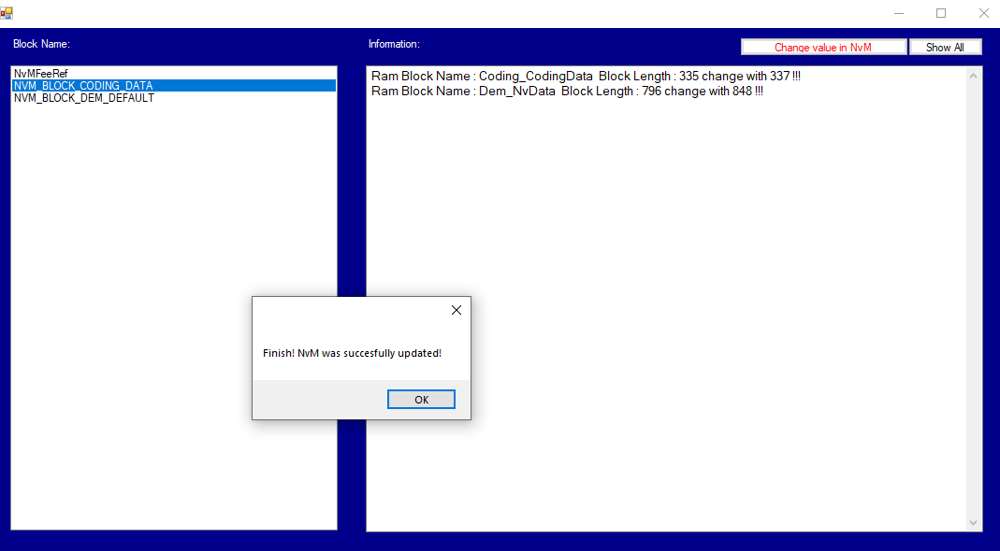 Block Name:
Information:
Change value in NvM
Show All
NvMFeeRef
NVM_BLOCK_CODING_DATA
NVM_BLOCK_DEM_DEFAULT
Ram Block Name : Coding_CodingData  Block Length : 335 change with 337 !!!
Ram Block Name : Dem_NvData  Block Length : 796 change with 848 !!!
Finish! NvM was succesfully updated!
OK